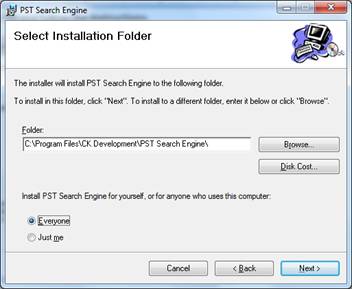 PST Search Engine
Select Installation Folder
The installer will install PST Search Engine to the following folder.
To install in this folder, click "Next". To install to a different folder, enter it below or click "Browse".
Folder:
C:\Program Files\CK Development\PST Search Engine\
Browse...
Disk Cost...
Install PST Search Engine for yourself, or for anyone who uses this computer:
Everyone
Just me
Cancel
< Back
Next >